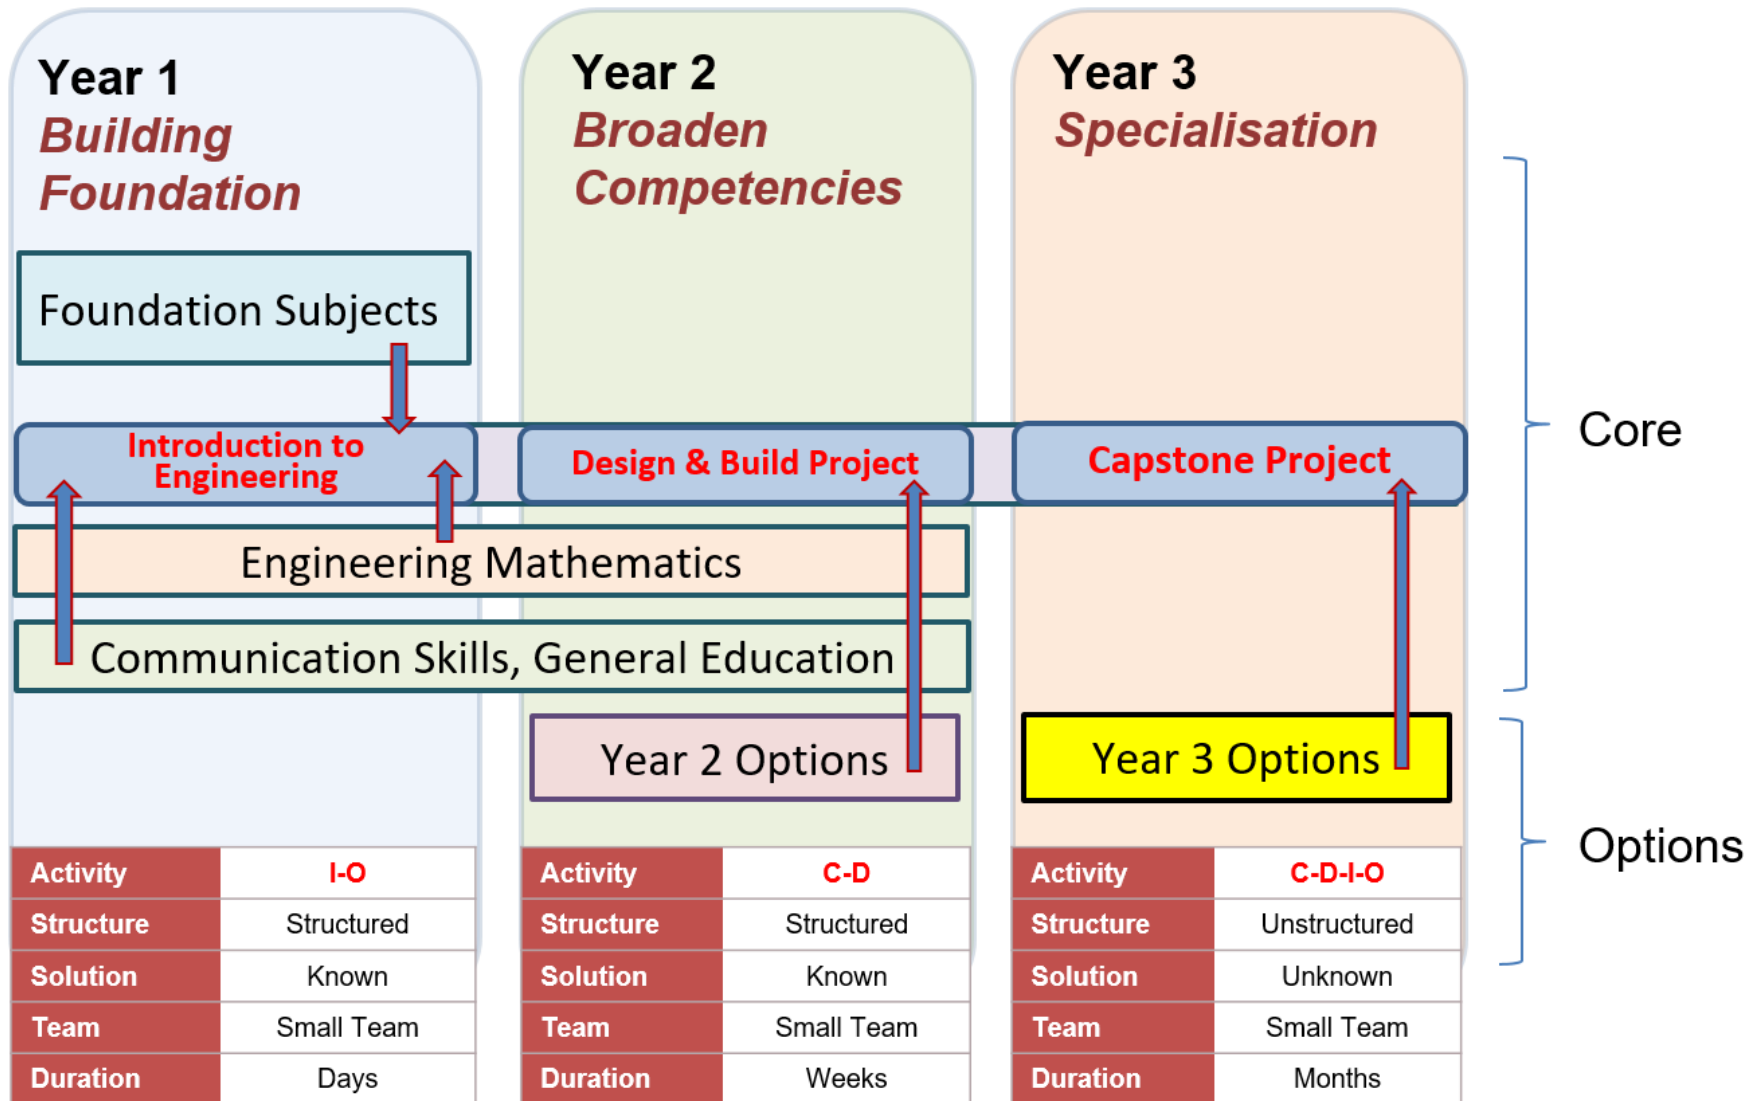 Year 1
Building
Foundation
Foundation Subjects
Year 2
Broaden
Competencies
Year 3
Specialisation
Introduction to
Engineering
Design & Build Project
Capstone Project
Engineering Mathematics
Communication Skills, General Education
Year 2 Options
Year 3 Options
Core
Options
Activity I-O
Structure Structured
Solution Known
Team Small Team
Duration Days
Activity C-D
Structure Structured
Solution Known
Team Small Team
Duration Weeks
Activity C-D-I-O
Structure Unstructured
Solution Unknown
Team Small Team
Duration Months